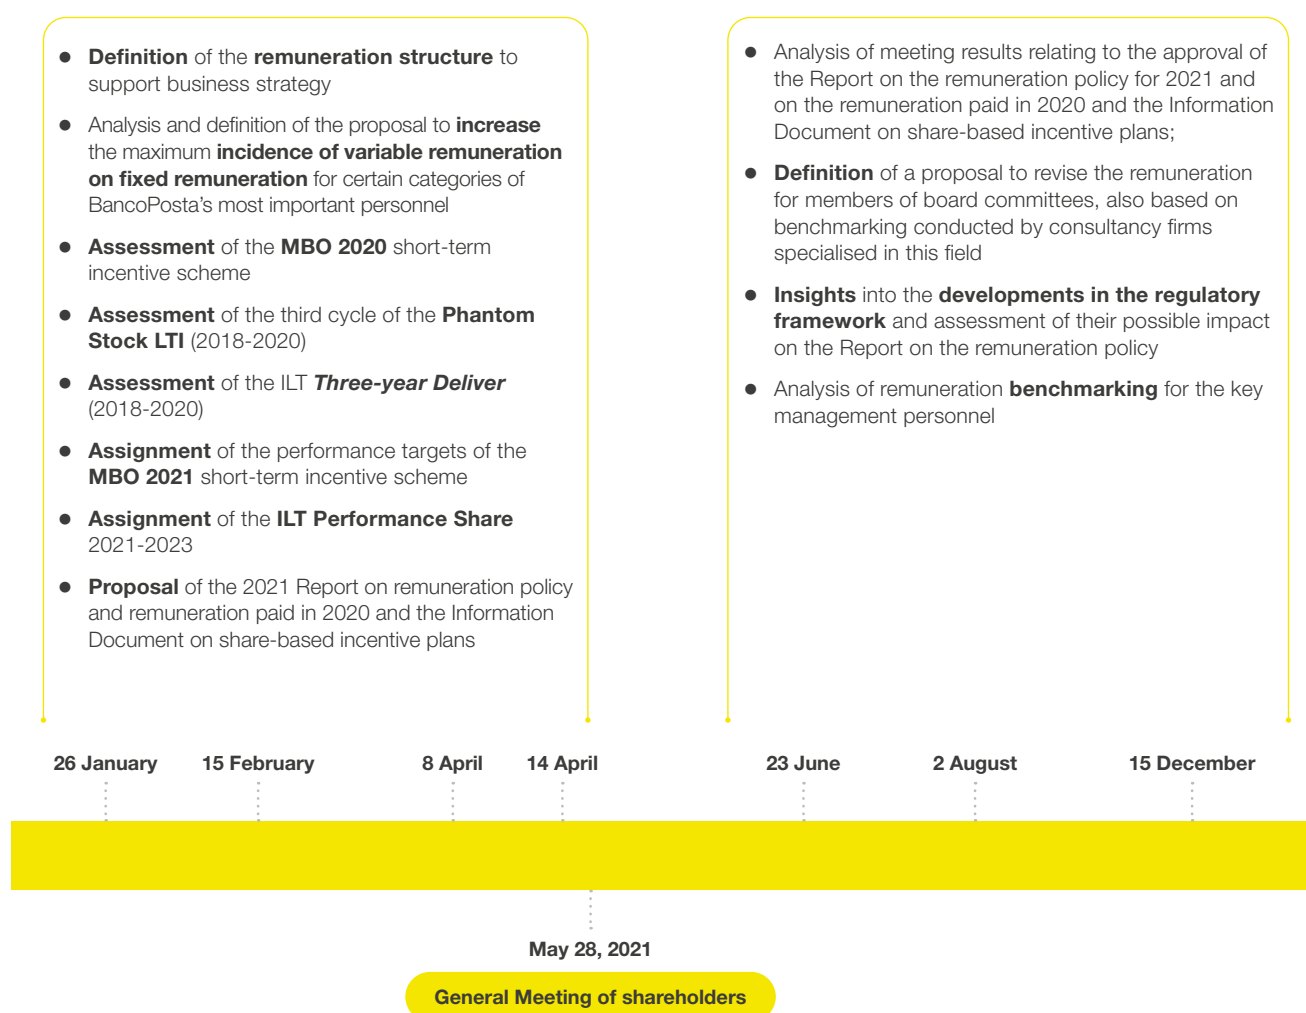 ● Definition of the remuneration structure to
support business strategy
● Analysis and definition of the proposal to increase
the maximum incidence of variable remuneration
on fixed remuneration for certain categories of
BancoPosta's most important personnel
● Assessment of the MBO 2020 short-term
incentive scheme
● Assessment of the third cycle of the Phantom
Stock LTI (2018-2020)
● Assessment of the ILT Three-year Deliver
(2018-2020)
● Assignment of the performance targets of the
MBO 2021 short-term incentive scheme
● Assignment of the ILT Performance Share
2021-2023
● Proposal of the 2021 Report on remuneration policy
and remuneration paid in 2020 and the Information
Document on share-based incentive plans
● Analysis of meeting results relating to the approval of
the Report on the remuneration policy for 2021 and
on the remuneration paid in 2020 and the Information
Document on share-based incentive plans;
● Definition of a proposal to revise the remuneration
for members of board committees, also based on
benchmarking conducted by consultancy firms
specialised in this field
● Insights into the developments in the regulatory
framework and assessment of their possible impact
on the Report on the remuneration policy
● Analysis of remuneration benchmarking for the key
management personnel
26 January 15 February 8 April 14 April 23 June 2 August 15 December
May 28, 2021
General Meeting of shareholders